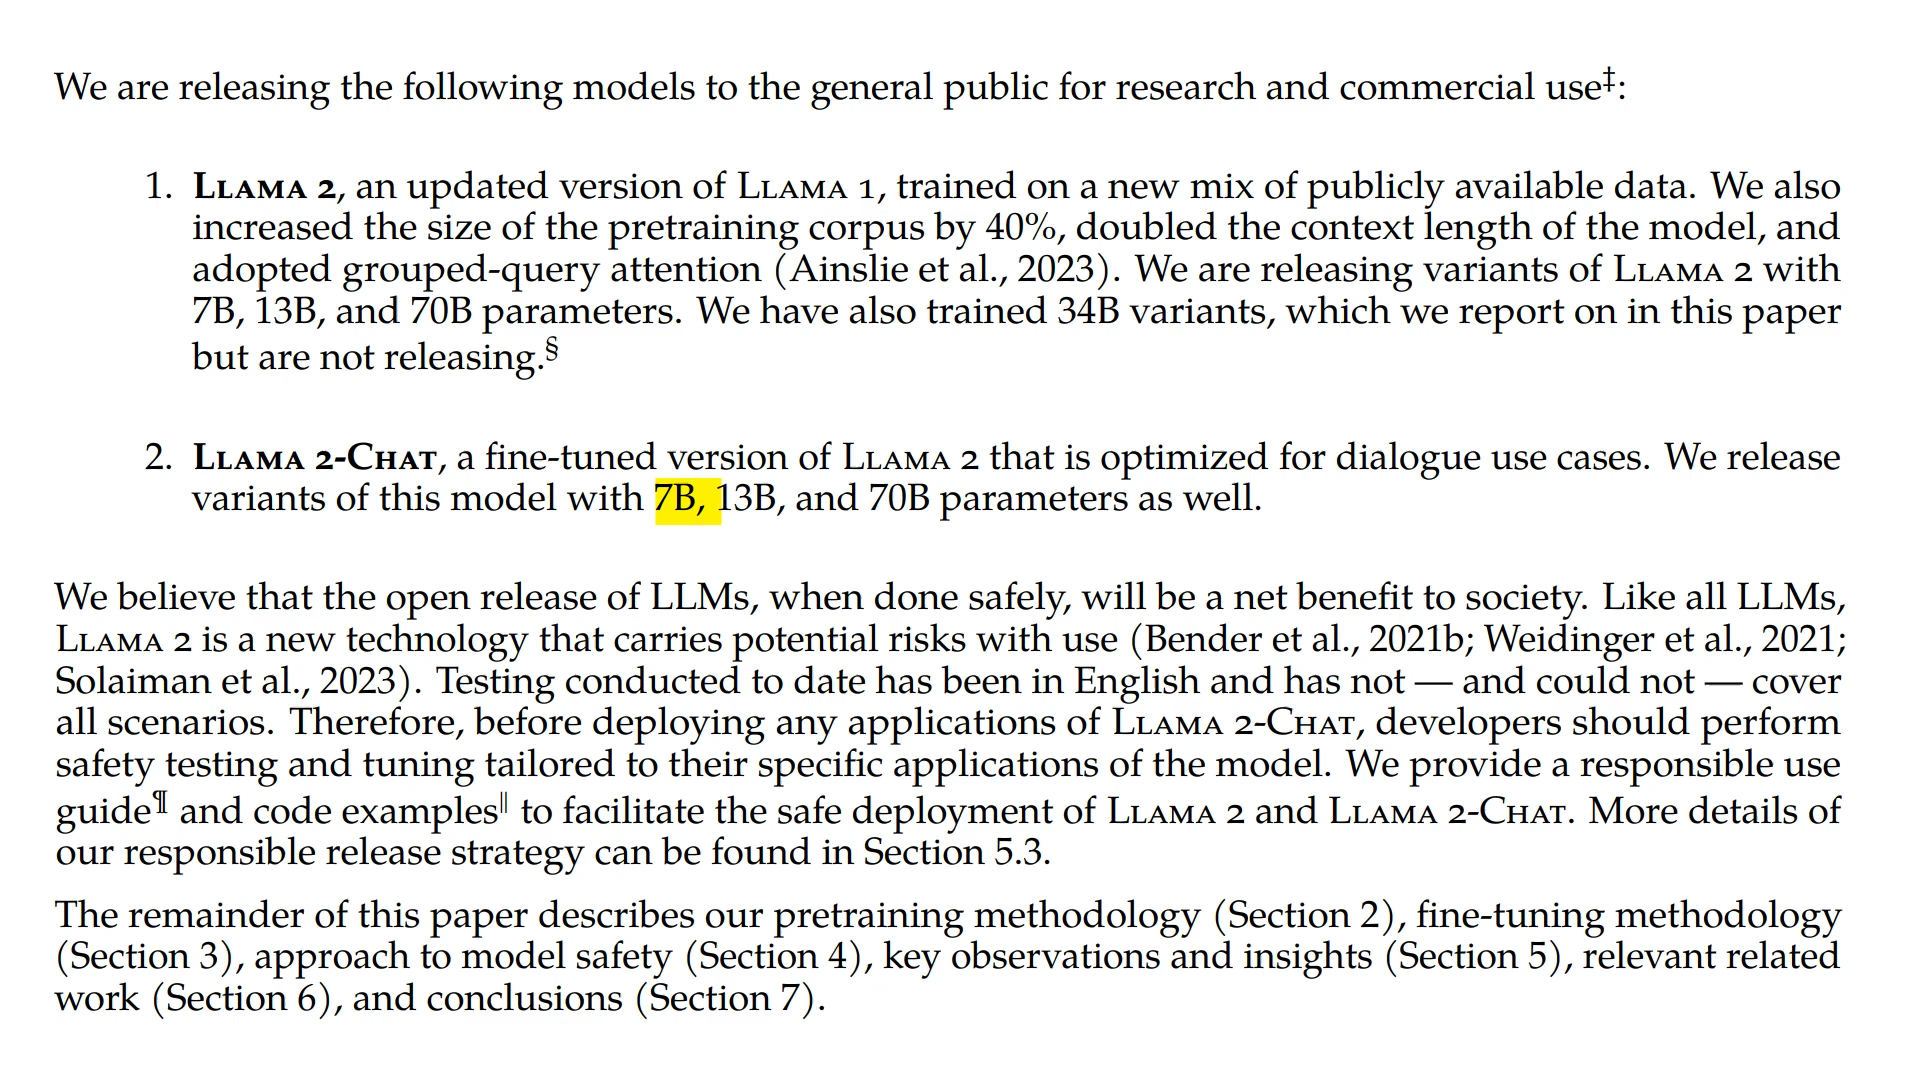 We are releasing the following models to the general public for research and commercial use‡:
1. Llama 2, an updated version of Llama 1, trained on a new mix of publicly available data. We also
increased the size of the pretraining corpus by 40%, doubled the context length of the model, and
adopted grouped-query attention (Ainslie et al., 2023). We are releasing variants of Llama 2 with
7B, 13B, and 70B parameters. We have also trained 34B variants, which we report on in this paper
but are not releasing.§
2. Llama 2-Chat, a fine-tuned version of Llama 2 that is optimized for dialogue use cases. We release
variants of this model with 7B, 13B, and 70B parameters as well.
We believe that the open release of LLMs, when done safely, will be a net benefit to society. Like all LLMs,
Llama 2 is a new technology that carries potential risks with use (Bender et al., 2021b; Weidinger et al., 2021;
Solaiman et al., 2023). Testing conducted to date has been in English and has not — and could not — cover
all scenarios. Therefore, before deploying any applications of Llama 2-Chat, developers should perform
safety testing and tuning tailored to their specific applications of the model. We provide a responsible use
guide¶ and code examples‖ to facilitate the safe deployment of Llama 2 and Llama 2-Chat. More details of
our responsible release strategy can be found in Section 5.3.
The remainder of this paper describes our pretraining methodology (Section 2), fine-tuning methodology
(Section 3), approach to model safety (Section 4), key observations and insights (Section 5), relevant related
work (Section 6), and conclusions (Section 7).